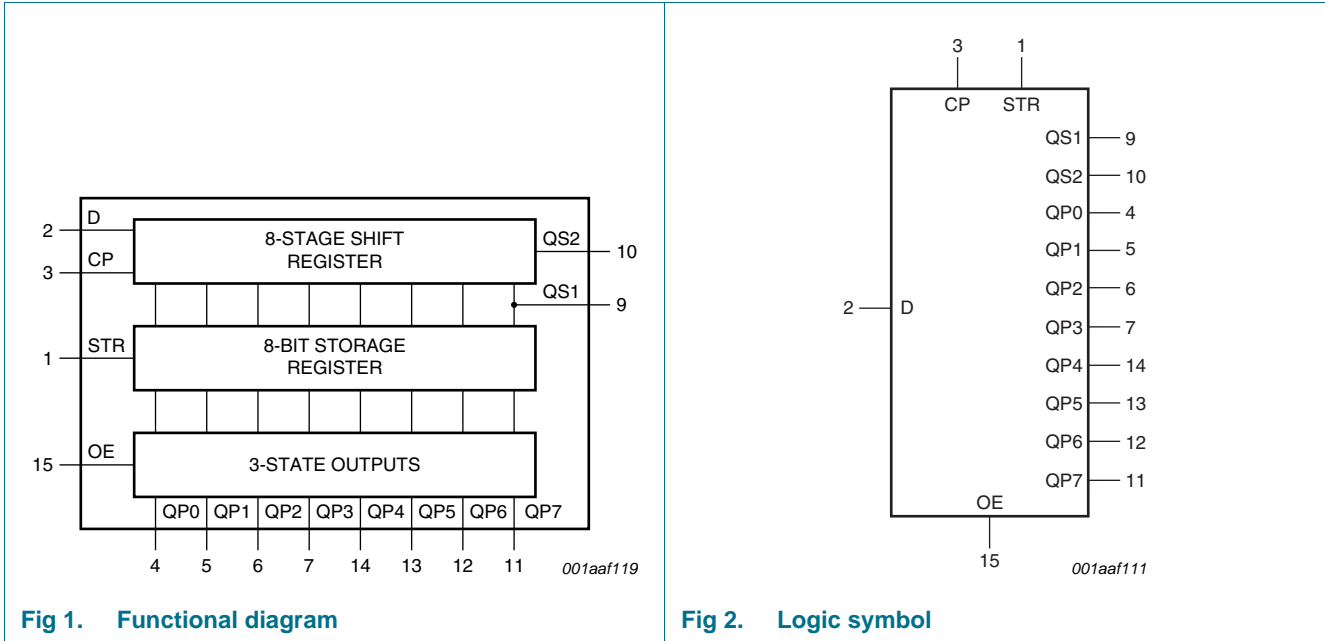 D
2
CP
3
8-STAGE SHIFT
REGISTER
QS2
10
QS1
9
STR
1
8-BIT STORAGE
REGISTER
OE
15
3-STATE OUTPUTS
QP0 QP1 QP2 QP3 QP4 QP5 QP6 QP7
4 5 6 7 14 13 12 11
001aaf119
Fig 1. Functional diagram
3 1
CP STR
QS1 9
QS2 10
QP0 4
QP1 5
QP2 6
QP3 7
2 D
QP4 14
QP5 13
QP6 12
QP7 11
OE
15
001aaf111
Fig 2. Logic symbol